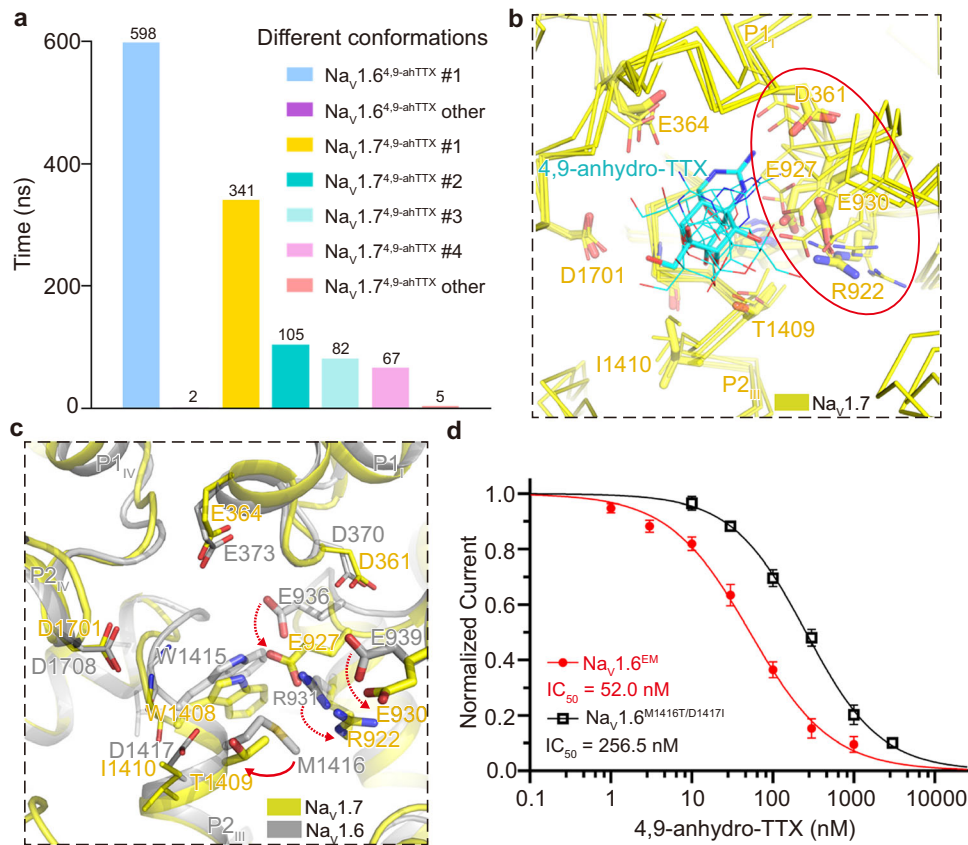 a
Different conformations
Time (ns)
600
400
200
0
598
2
341
105
82
67
5
Naᵥ1.6⁴,⁹⁻ᵃʰᵀᵀˣ #1
Naᵥ1.6⁴,⁹⁻ᵃʰᵀᵀˣ other
Naᵥ1.7⁴,⁹⁻ᵃʰᵀᵀˣ #1
Naᵥ1.7⁴,⁹⁻ᵃʰᵀᵀˣ #2
Naᵥ1.7⁴,⁹⁻ᵃʰᵀᵀˣ #3
Naᵥ1.7⁴,⁹⁻ᵃʰᵀᵀˣ #4
Naᵥ1.7⁴,⁹⁻ᵃʰᵀᵀˣ other
b
P1I
D361
E364
4,9-anhydro-TTX
E927
E930
D1701
R922
T1409
I1410
P2III
Naᵥ1.7
c
P1IV
P1I
E364
E373
D370
D361
P2IV
E936
D1701
D1708
W1415
E927
E939
R931
W1408
E930
R922
D1417
I1410
T1409
M1416
P2III
Naᵥ1.7
Naᵥ1.6
d
Normalized Current
1.0
0.8
0.6
0.4
0.2
0.0
Naᵥ1.6ᴱᴹ
IC₅₀ = 52.0 nM
Naᵥ1.6ᴹ¹⁴¹⁶ᵀ/ᴰ¹⁴¹⁷ᴵ
IC₅₀ = 256.5 nM
0.1 1 10 100 1000 10000
4,9-anhydro-TTX (nM)